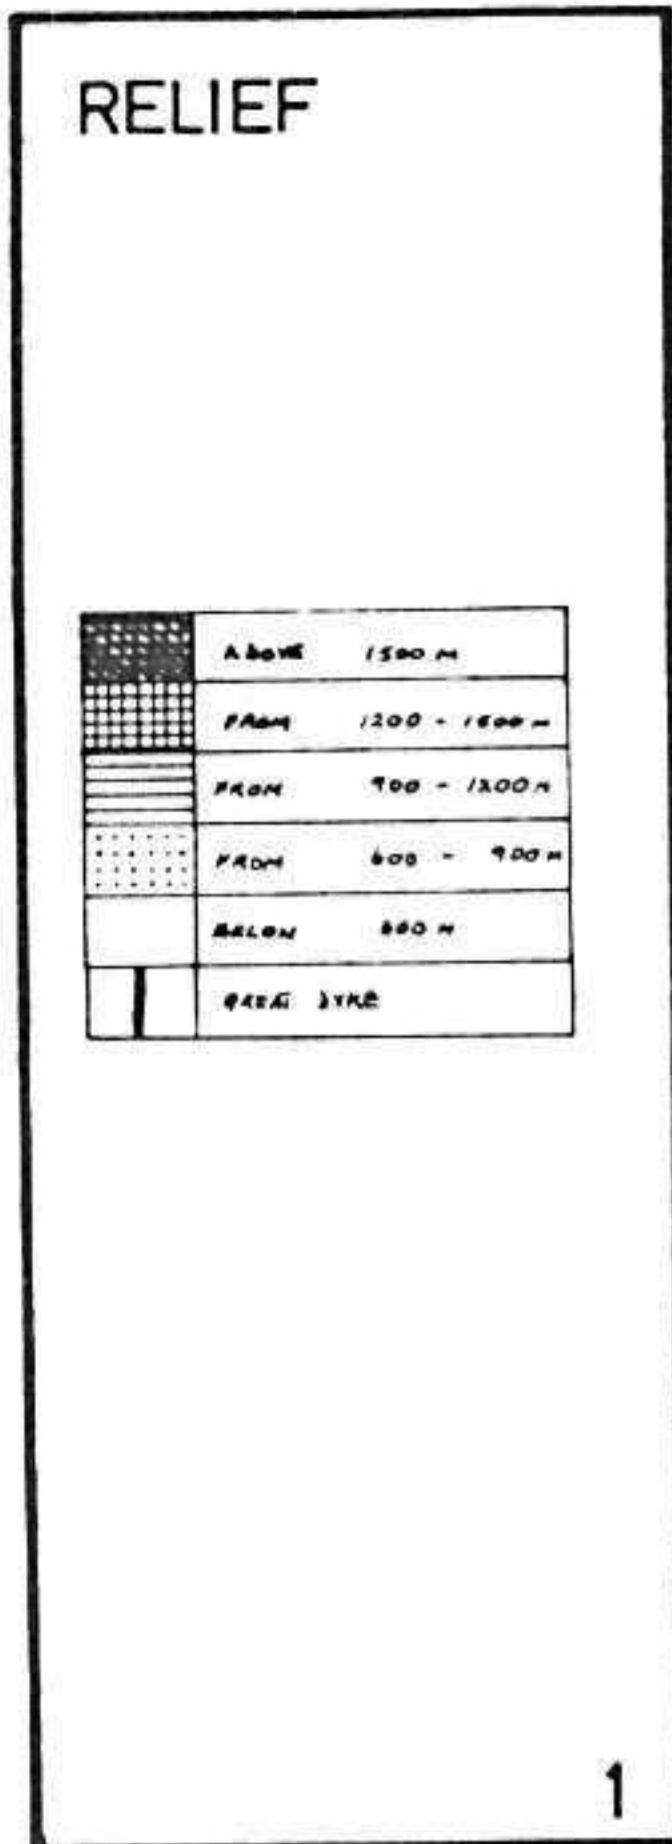 RELIEF
ABOVE 1500 M
FROM 1200 - 1500 M
FROM 900 - 1200 M
FROM 600 - 900 M
BELOW 600 M
GREAT DYKE
1